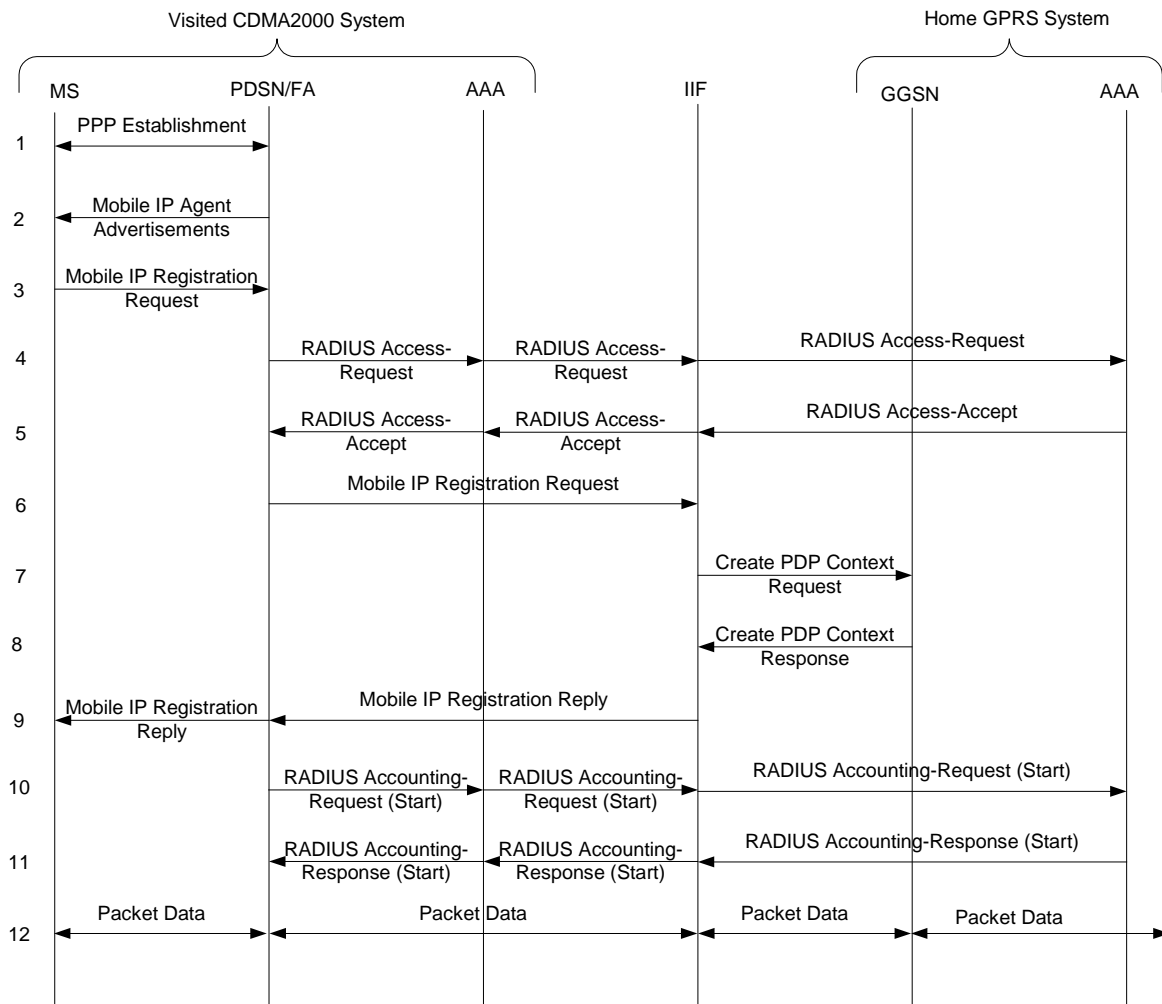 Visited CDMA2000 System
Home GPRS System
MS
PDSN/FA
AAA
IIF
GGSN
AAA
1
PPP Establishment
2
Mobile IP Agent
Advertisements
3
Mobile IP Registration
Request
4
RADIUS Access-
Request
RADIUS Access-
Request
RADIUS Access-Request
5
RADIUS Access-
Accept
RADIUS Access-
Accept
RADIUS Access-Accept
6
Mobile IP Registration Request
7
Create PDP Context
Request
8
Create PDP Context
Response
9
Mobile IP Registration
Reply
Mobile IP Registration Reply
10
RADIUS Accounting-
Request (Start)
RADIUS Accounting-
Request (Start)
RADIUS Accounting-Request (Start)
11
RADIUS Accounting-
Response (Start)
RADIUS Accounting-
Response (Start)
RADIUS Accounting-Response (Start)
12
Packet Data
Packet Data
Packet Data
Packet Data